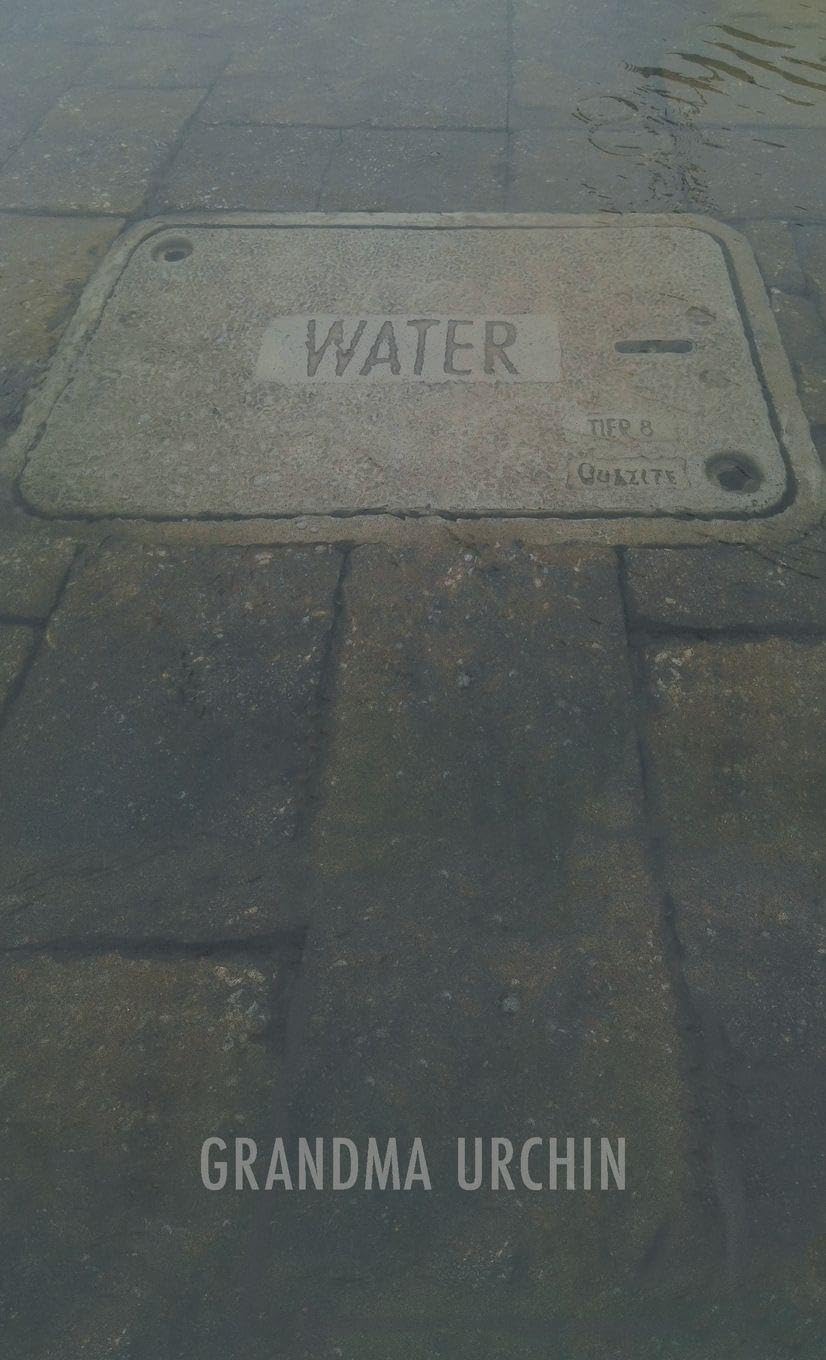 WATER
TIER 8
QUAZITE
GRANDMA URCHIN